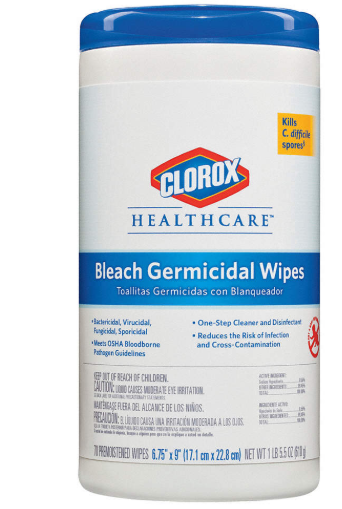 Kills
C. difficile
spores§
CLOROX
HEALTHCARE™
Bleach Germicidal Wipes
Toallitas Germicidas con Blanqueador
• Bactericidal, Virucidal,
Fungicidal, Sporicidal
• Meets OSHA Bloodborne
Pathogen Guidelines
• One-Step Cleaner and Disinfectant
• Reduces the Risk of Infection
and Cross-Contamination
KEEP OUT OF REACH OF CHILDREN.
CAUTION: LIQUID CAUSES MODERATE EYE IRRITATION.
MANTÉNGASE FUERA DEL ALCANCE DE LOS NIÑOS.
PRECAUCIÓN: EL LÍQUIDO CAUSA UNA IRRITACIÓN MODERADA A LOS OJOS.
ACTIVE INGREDIENT:
INGREDIENTE ACTIVO:
70 PREMOISTENED WIPES 6.75" x 9" (17.1 cm x 22.8 cm) NET WT 1 LB 5.5 OZ (610 g)